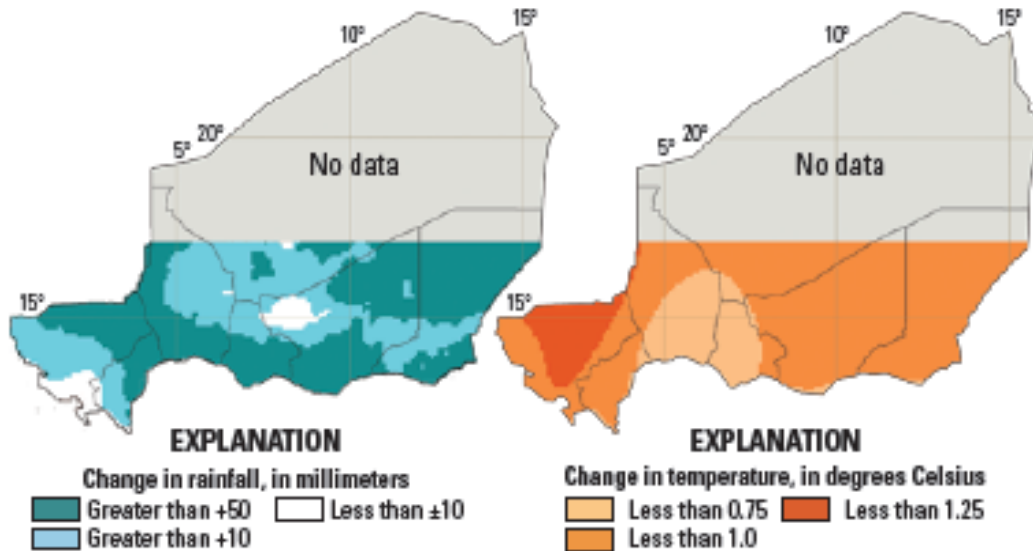 15°
10°
20°
5°
No data
15°
EXPLANATION
Change in rainfall, in millimeters
Greater than +50
Less than ±10
Greater than +10
15°
10°
20°
5°
No data
15°
EXPLANATION
Change in temperature, in degrees Celsius
Less than 0.75
Less than 1.25
Less than 1.0